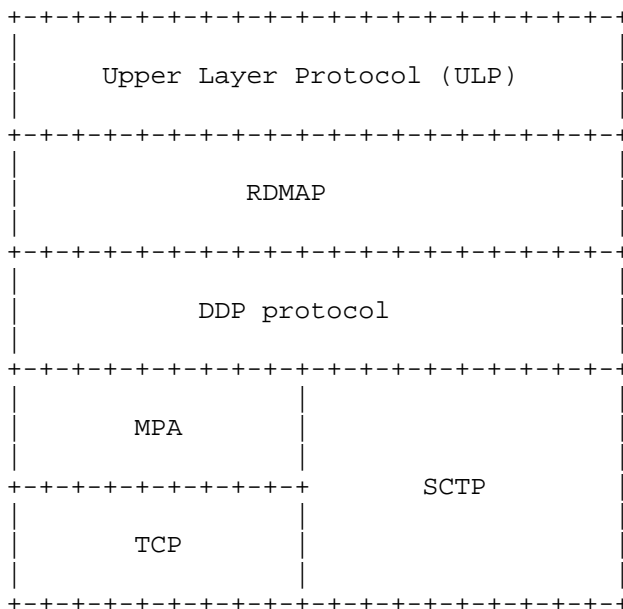 +-+-+-+-+-+-+-+-+-+-+-+-+-+-+-+-+-+-+-+
|                                     |
|     Upper Layer Protocol (ULP)      |
|                                     |
+-+-+-+-+-+-+-+-+-+-+-+-+-+-+-+-+-+-+-+
|                                     |
|              RDMAP                  |
|                                     |
+-+-+-+-+-+-+-+-+-+-+-+-+-+-+-+-+-+-+-+
|                                     |
|           DDP protocol              |
|                                     |
+-+-+-+-+-+-+-+-+-+-+-+-+-+-+-+-+-+-+-+
|                 |                   |
|       MPA       |                   |
|                 |                   |
+-+-+-+-+-+-+-+-+-+       SCTP        |
|                 |                   |
|       TCP       |                   |
|                 |                   |
+-+-+-+-+-+-+-+-+-+-+-+-+-+-+-+-+-+-+-+